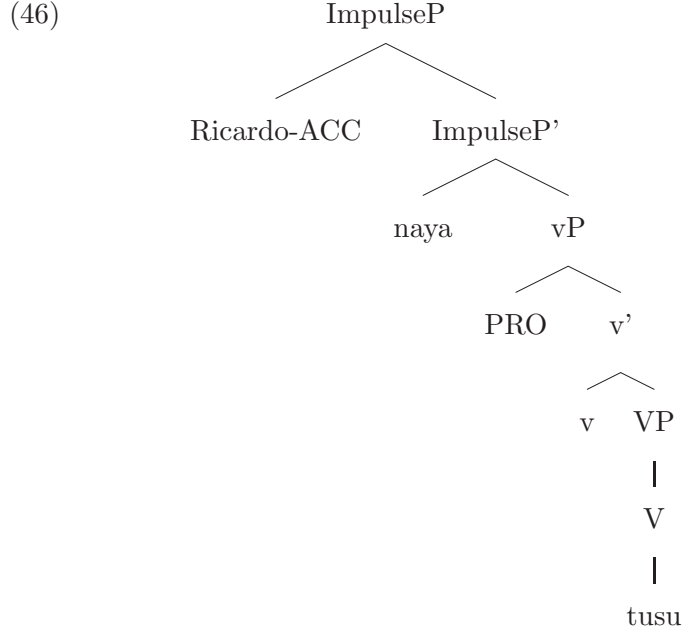 (46) ImpulseP
Ricardo-ACC ImpulseP’
naya vP
PRO v’
v VP
V
tusu